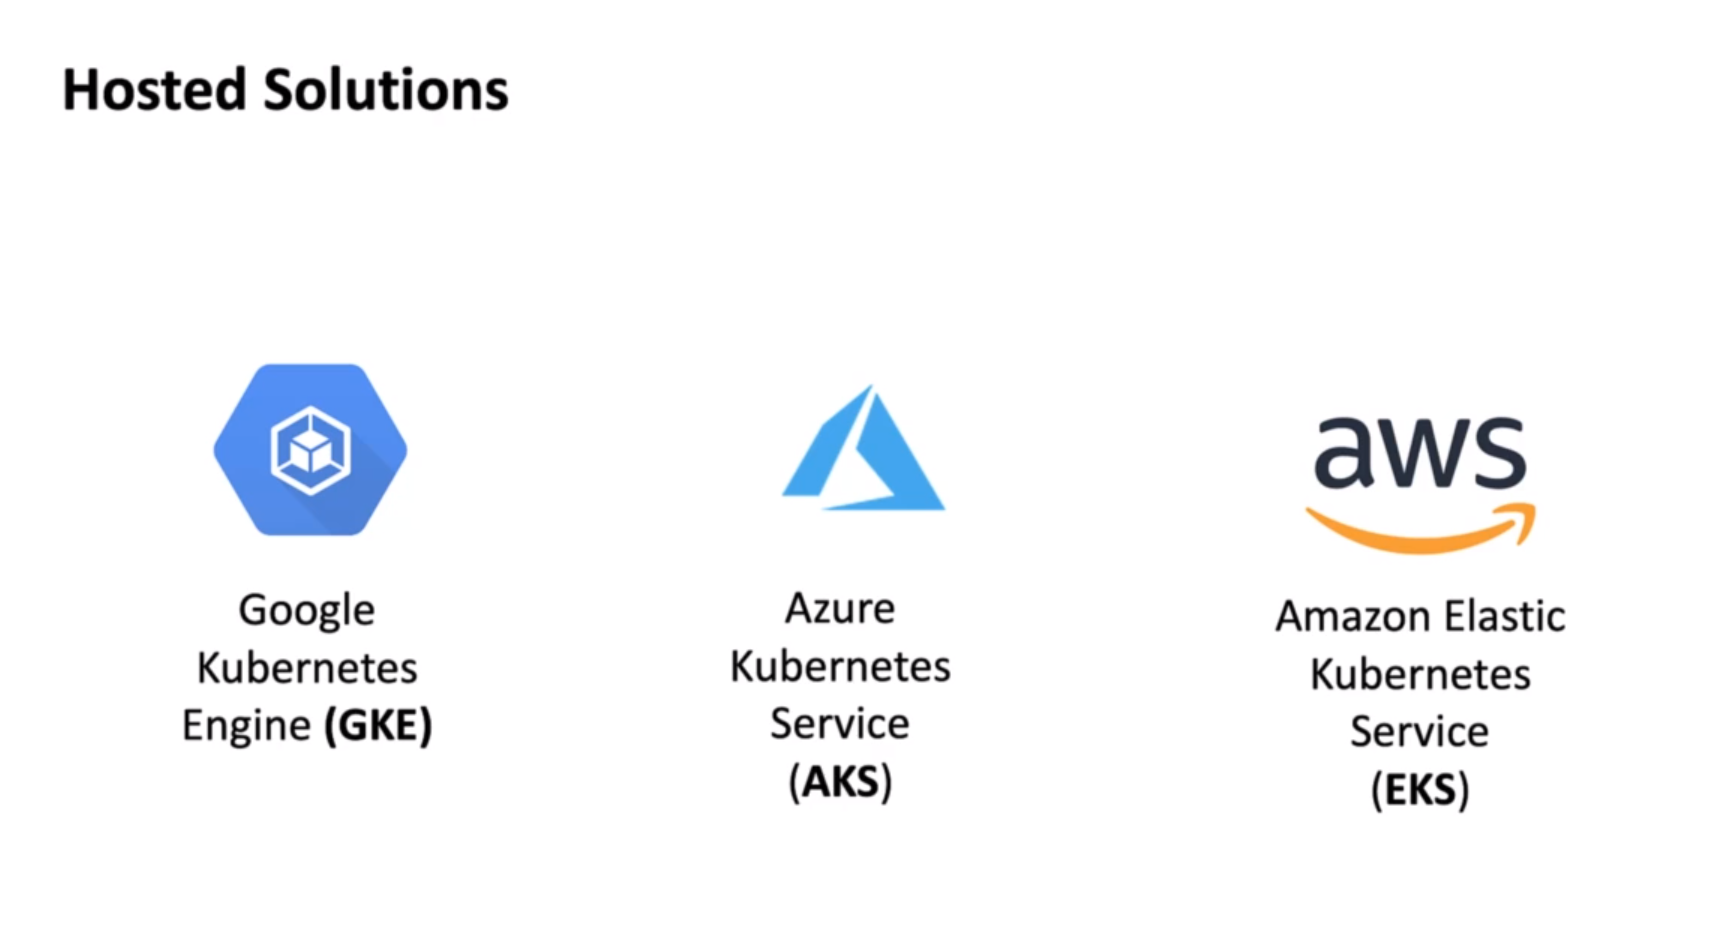 Hosted Solutions
Google
Kubernetes
Engine (GKE)
Azure
Kubernetes
Service
(AKS)
aws
Amazon Elastic
Kubernetes
Service
(EKS)